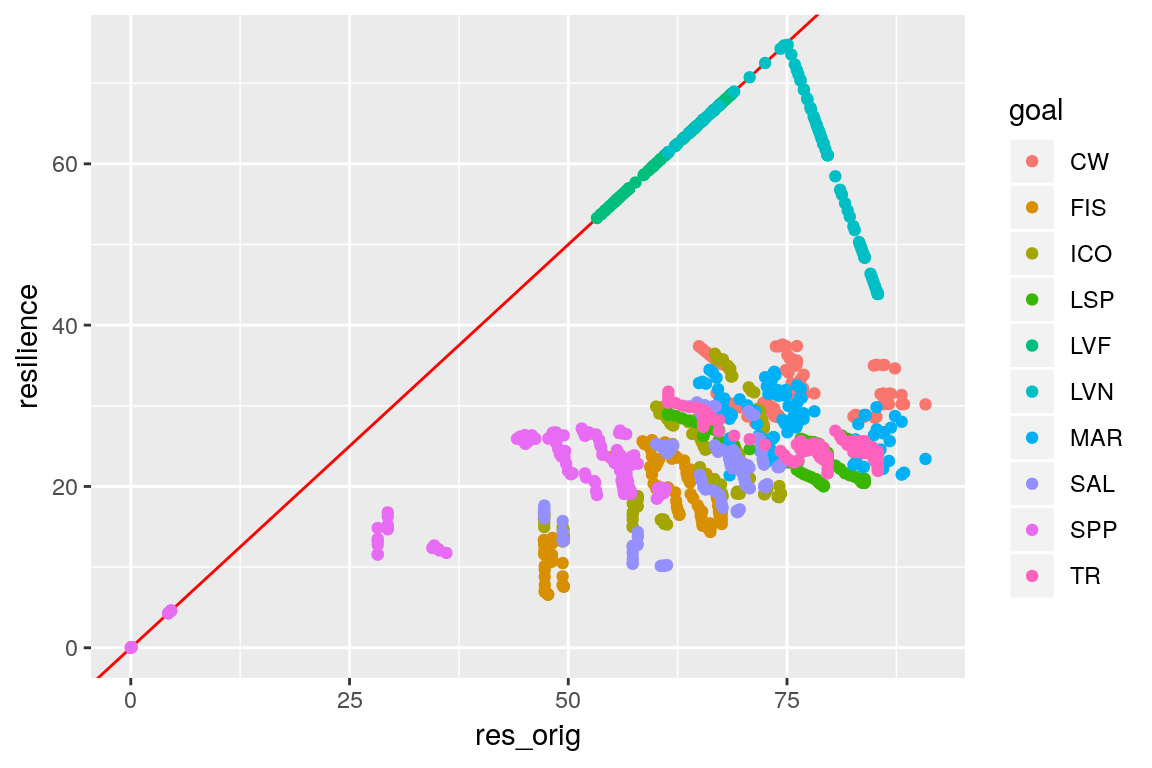 goal
CW
FIS
ICO
LSP
LVF
LVN
MAR
SAL
SPP
TR
resilience
60
40
20
0
0 25 50 75
res_orig